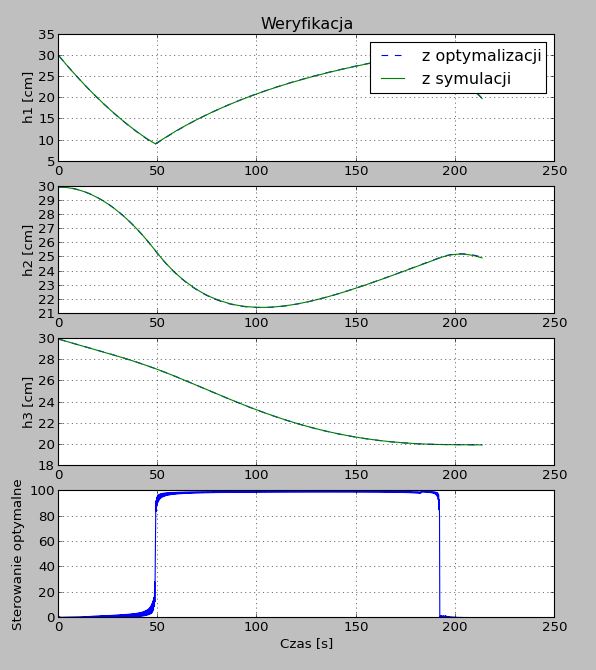 Weryfikacja
35
30
25
20
15
10
5
h1 [cm]
z optymalizacji
z symulacji
0 50 100 150 200 250
30
29
28
27
26
25
24
23
22
21
h2 [cm]
0 50 100 150 200 250
30
28
26
24
22
20
18
h3 [cm]
0 50 100 150 200 250
100
80
60
40
20
0
Sterowanie optymalne
0 50 100 150 200 250
Czas [s]